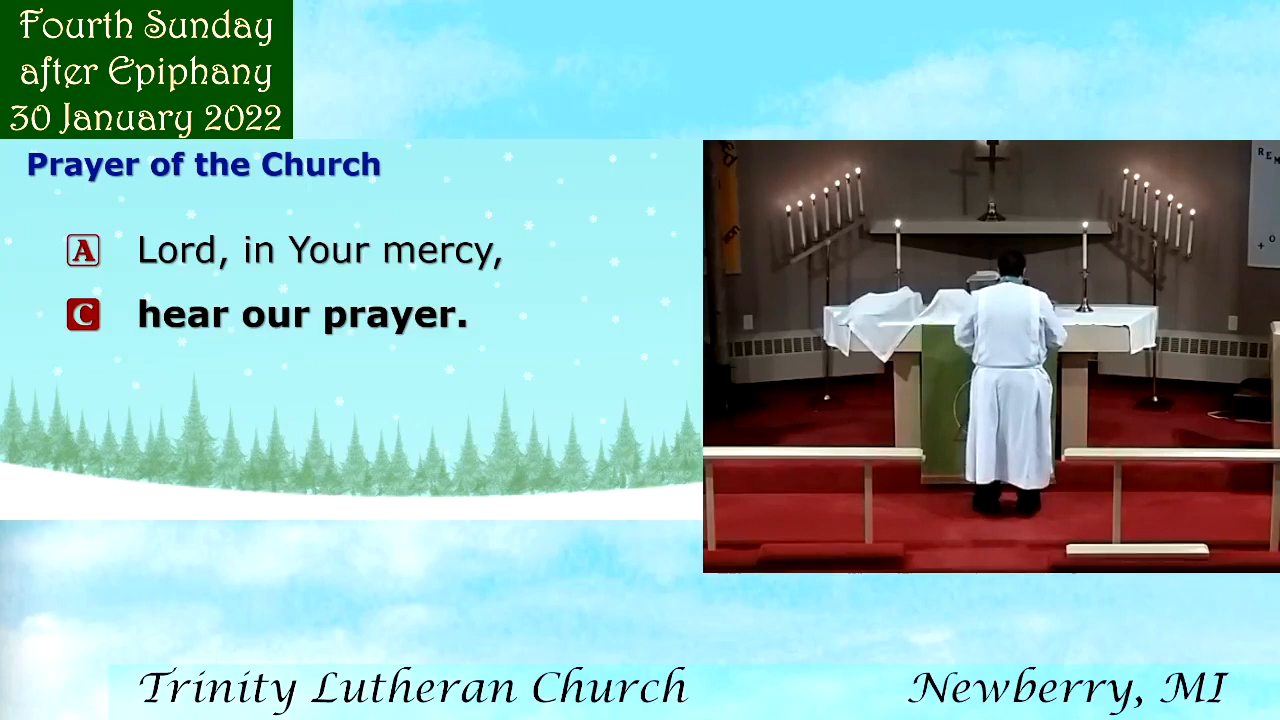 Fourth Sunday
after Epiphany
30 January 2022
Prayer of the Church
A Lord, in Your mercy,
C hear our prayer.
REM
+ O
Trinity Lutheran Church Newberry, MI